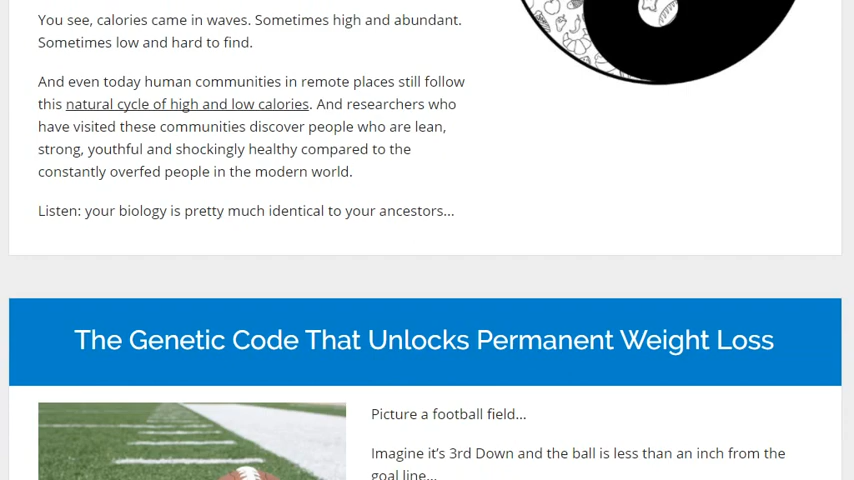 You see, calories came in waves. Sometimes high and abundant.
Sometimes low and hard to find.
And even today human communities in remote places still follow
this natural cycle of high and low calories. And researchers who
have visited these communities discover people who are lean,
strong, youthful and shockingly healthy compared to the
constantly overfed people in the modern world.
Listen: your biology is pretty much identical to your ancestors...
The Genetic Code That Unlocks Permanent Weight Loss
Picture a football field...
Imagine it’s 3rd Down and the ball is less than an inch from the
goal line...